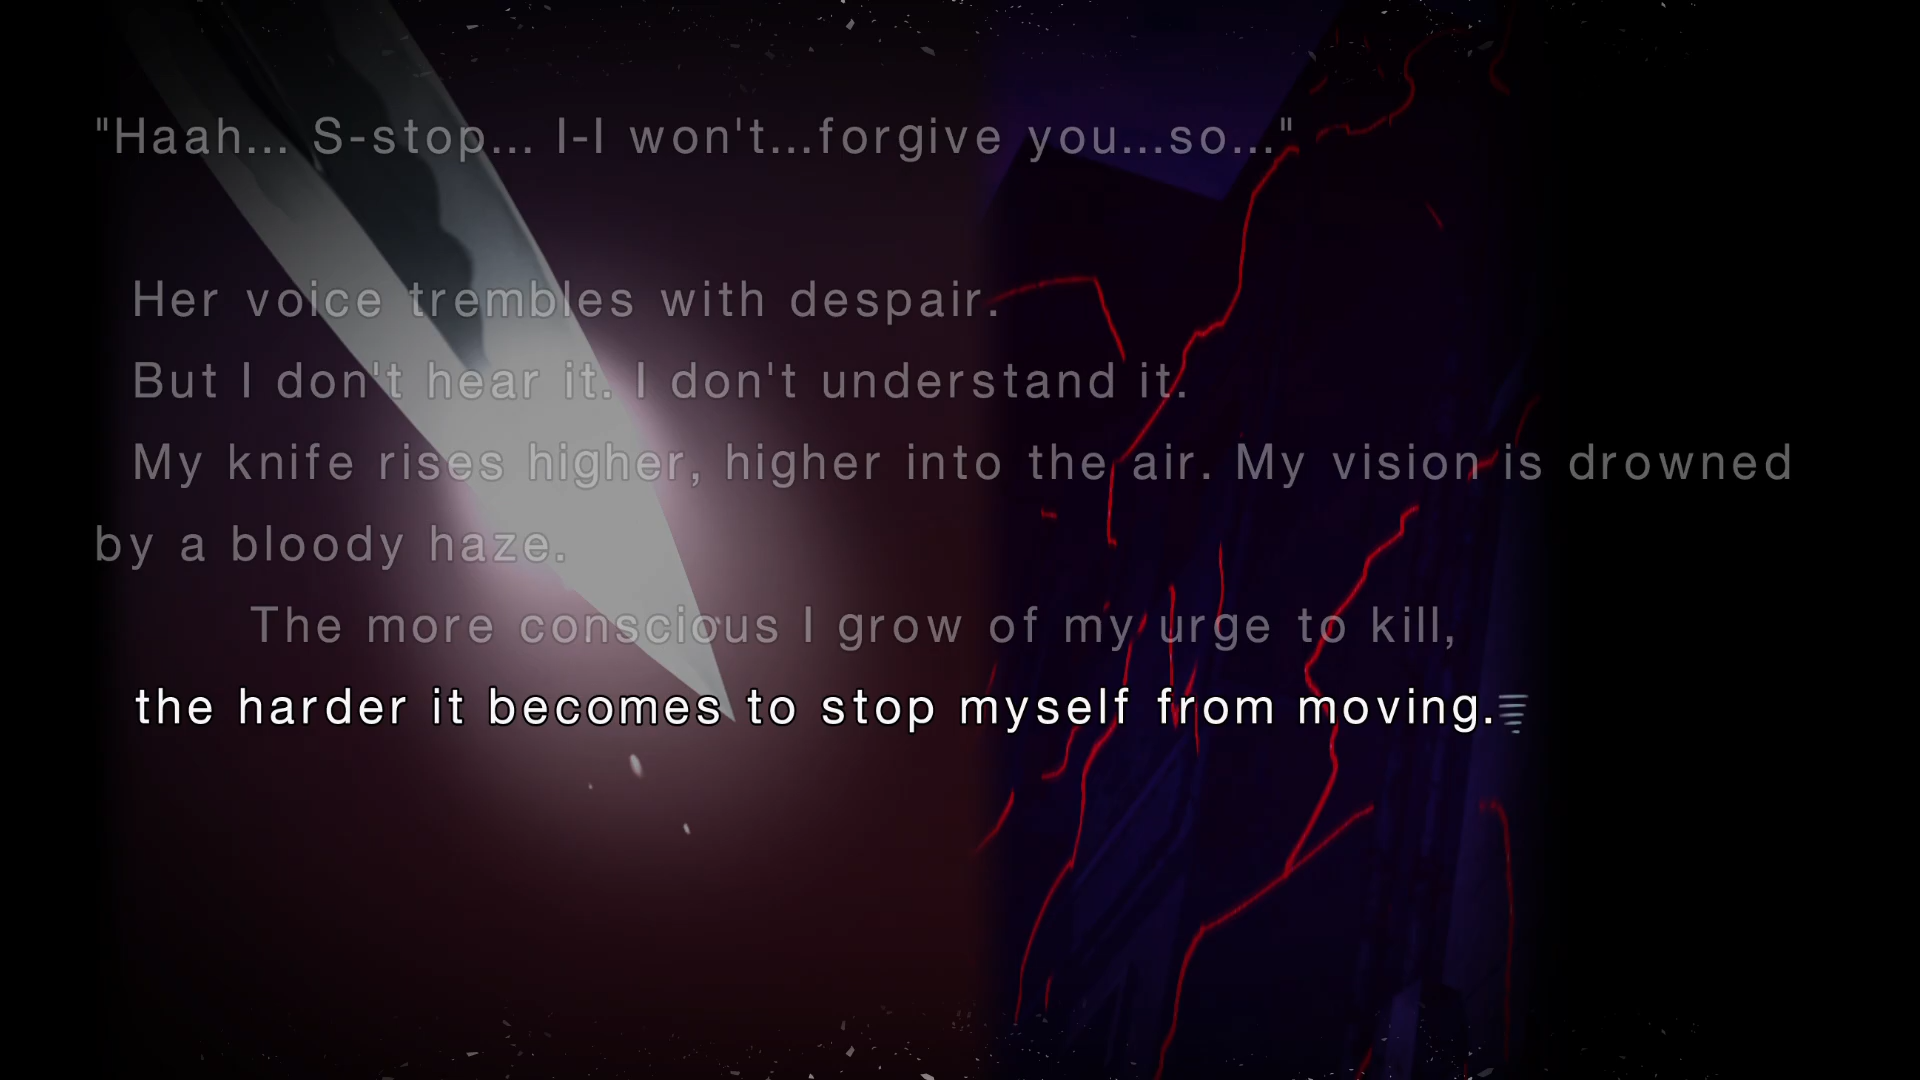 "Haah... S-stop... I-I won't...forgive you...so..."
Her voice trembles with despair.
But I don't hear it. I don't understand it.
My knife rises higher, higher into the air. My vision is drowned
by a bloody haze.
The more conscious I grow of my urge to kill,
the harder it becomes to stop myself from moving.